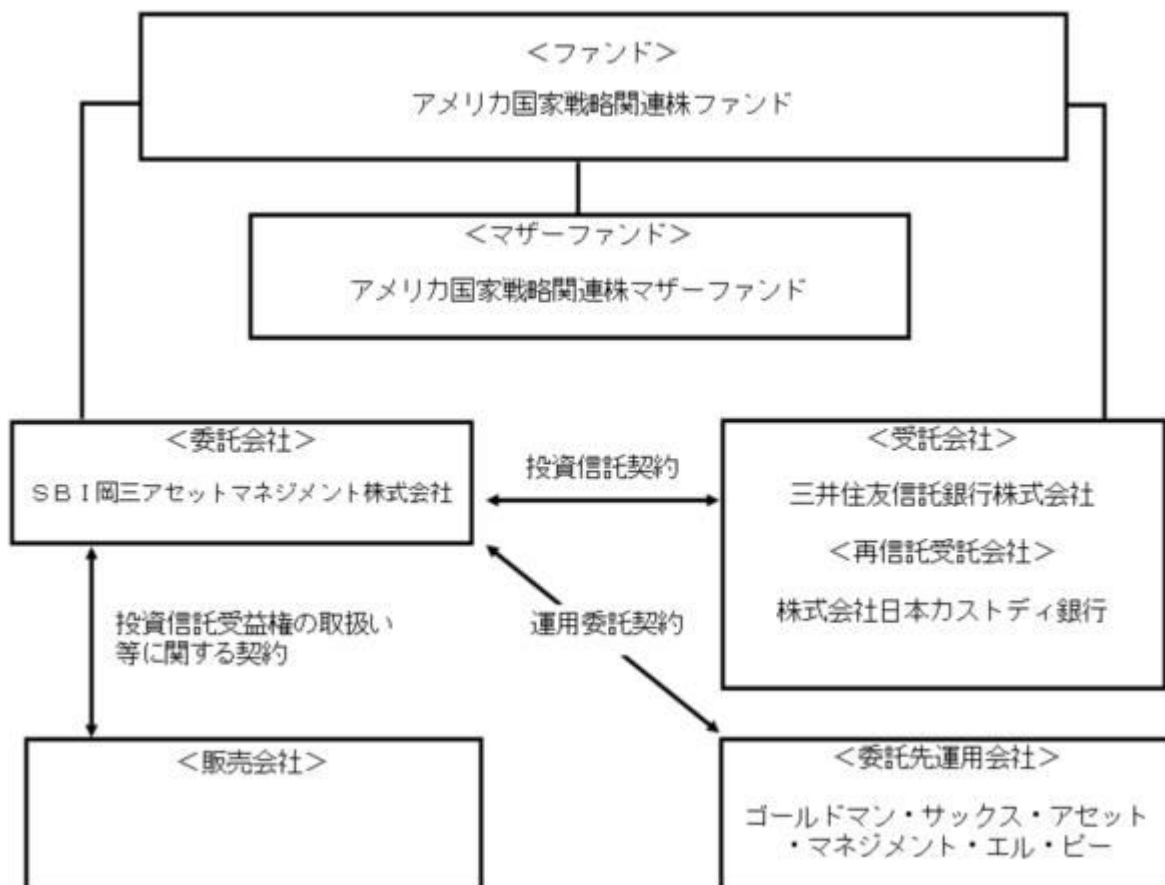 ＜ファンド＞
アメリカ国家戦略関連株ファンド
＜マザーファンド＞
アメリカ国家戦略関連株マザーファンド
＜委託会社＞
ＳＢＩ岡三アセットマネジメント株式会社
投資信託契約
＜受託会社＞
三井住友信託銀行株式会社
＜再信託受託会社＞
株式会社日本カストディ銀行
投資信託受益権の取扱い
等に関する契約
運用委託契約
＜販売会社＞
＜委託先運用会社＞
ゴールドマン・サックス・アセット
・マネジメント・エル・ピー